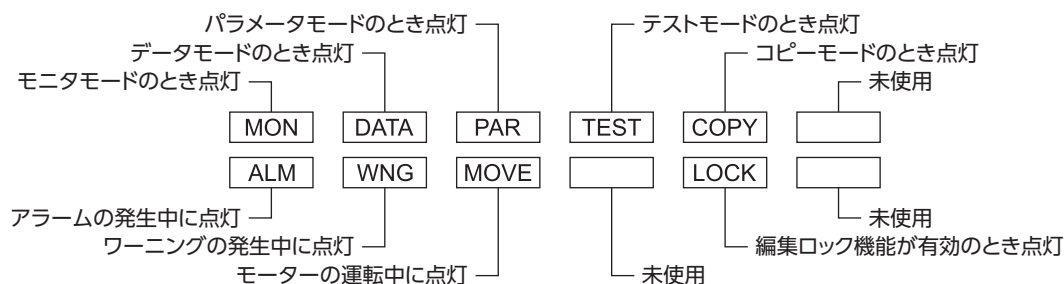 パラメータモードのとき点灯
テストモードのとき点灯
データモードのとき点灯
コピーモードのとき点灯
モニタモードのとき点灯
未使用
MON DATA PAR TEST COPY
ALM WNG MOVE LOCK
アラームの発生中に点灯
未使用
ワーニングの発生中に点灯
編集ロック機能が有効のとき点灯
モーターの運転中に点灯
未使用